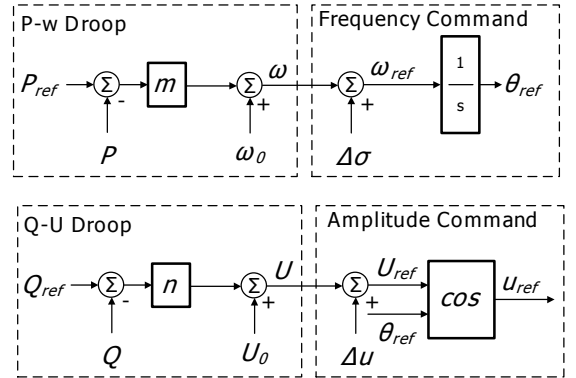 P-w Droop
Frequency Command
P_ref Σ - m Σ + ω Σ + ω_ref 1/s θ_ref
P ω_0 Δσ
Q-U Droop
Amplitude Command
Q_ref Σ - n Σ + U Σ + U_ref cos u_ref
θ_ref
Q U_0 Δu